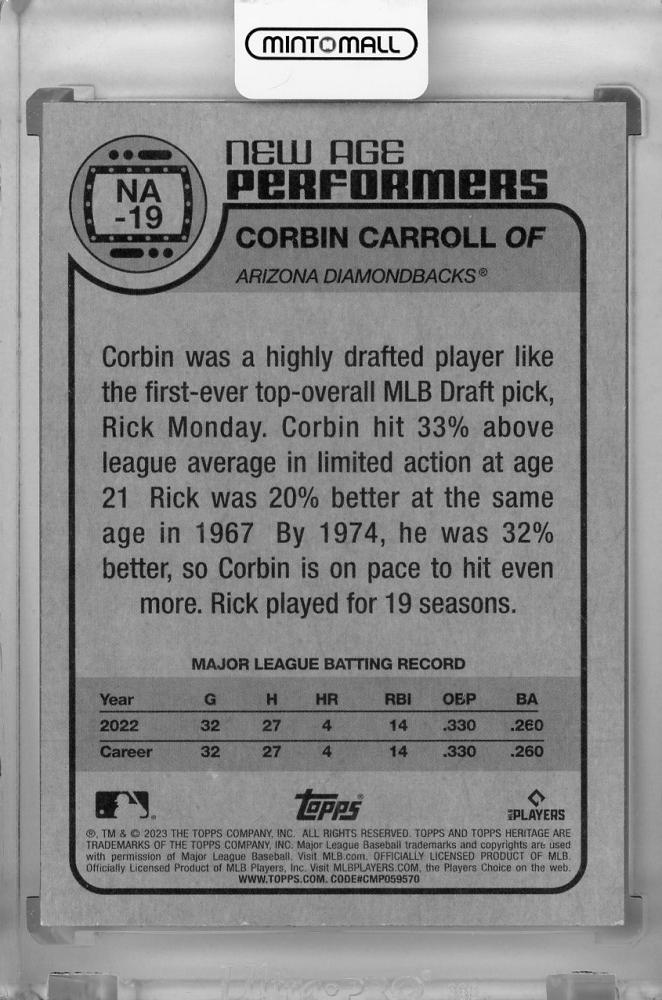 MINTMALL
NEW AGE
PERFORMERS
NA
-19
CORBIN CARROLL OF
ARIZONA DIAMONDBACKS®
Corbin was a highly drafted player like
the first-ever top-overall MLB Draft pick,
Rick Monday. Corbin hit 33% above
league average in limited action at age
21 Rick was 20% better at the same
age in 1967 By 1974, he was 32%
better, so Corbin is on pace to hit even
more. Rick played for 19 seasons.
MAJOR LEAGUE BATTING RECORD
Year G H HR RBI OBP BA
2022 32 27 4 14 .330 .260
Career 32 27 4 14 .330 .260
Topps® PLAYERS
®, TM & © 2023 THE TOPPS COMPANY, INC. ALL RIGHTS RESERVED. TOPPS AND TOPPS HERITAGE ARE
TRADEMARKS OF THE TOPPS COMPANY, INC. Major League Baseball trademarks and copyrights are used
with permission of Major League Baseball. Visit MLB.com. OFFICIALLY LICENSED PRODUCT OF MLB.
Officially Licensed Product of MLB Players, Inc. Visit MLBPLAYERS.COM, the Players Choice on the web.
WWW.TOPPS.COM. CODE#CMP059570